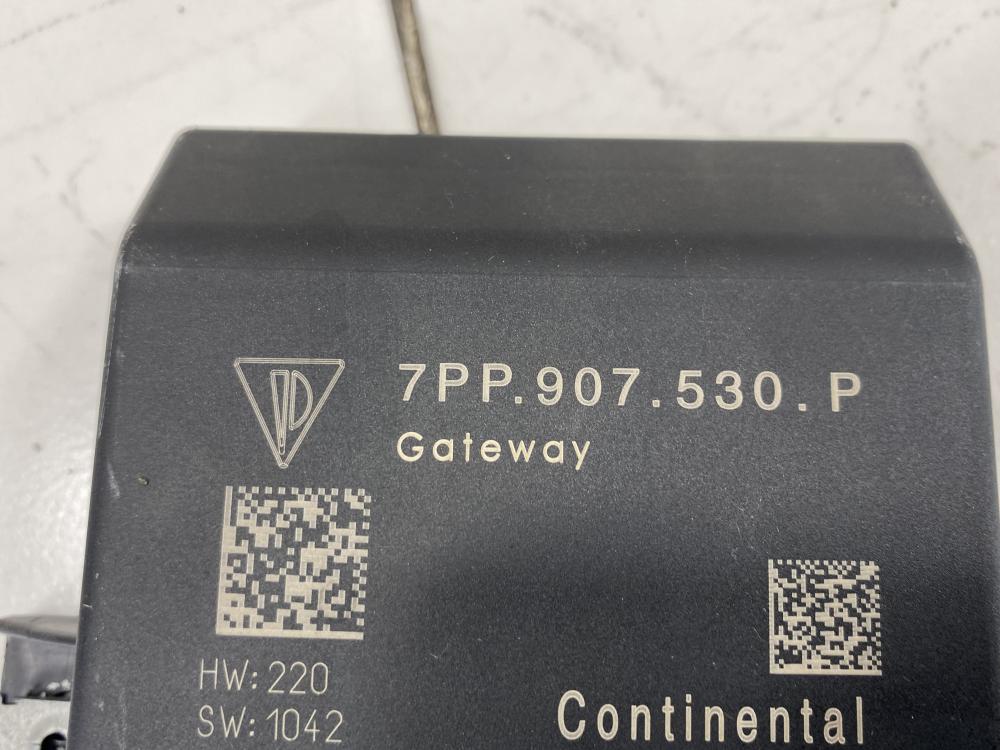 7PP.907.530.P
Gateway
HW: 220
SW: 1042
Continental